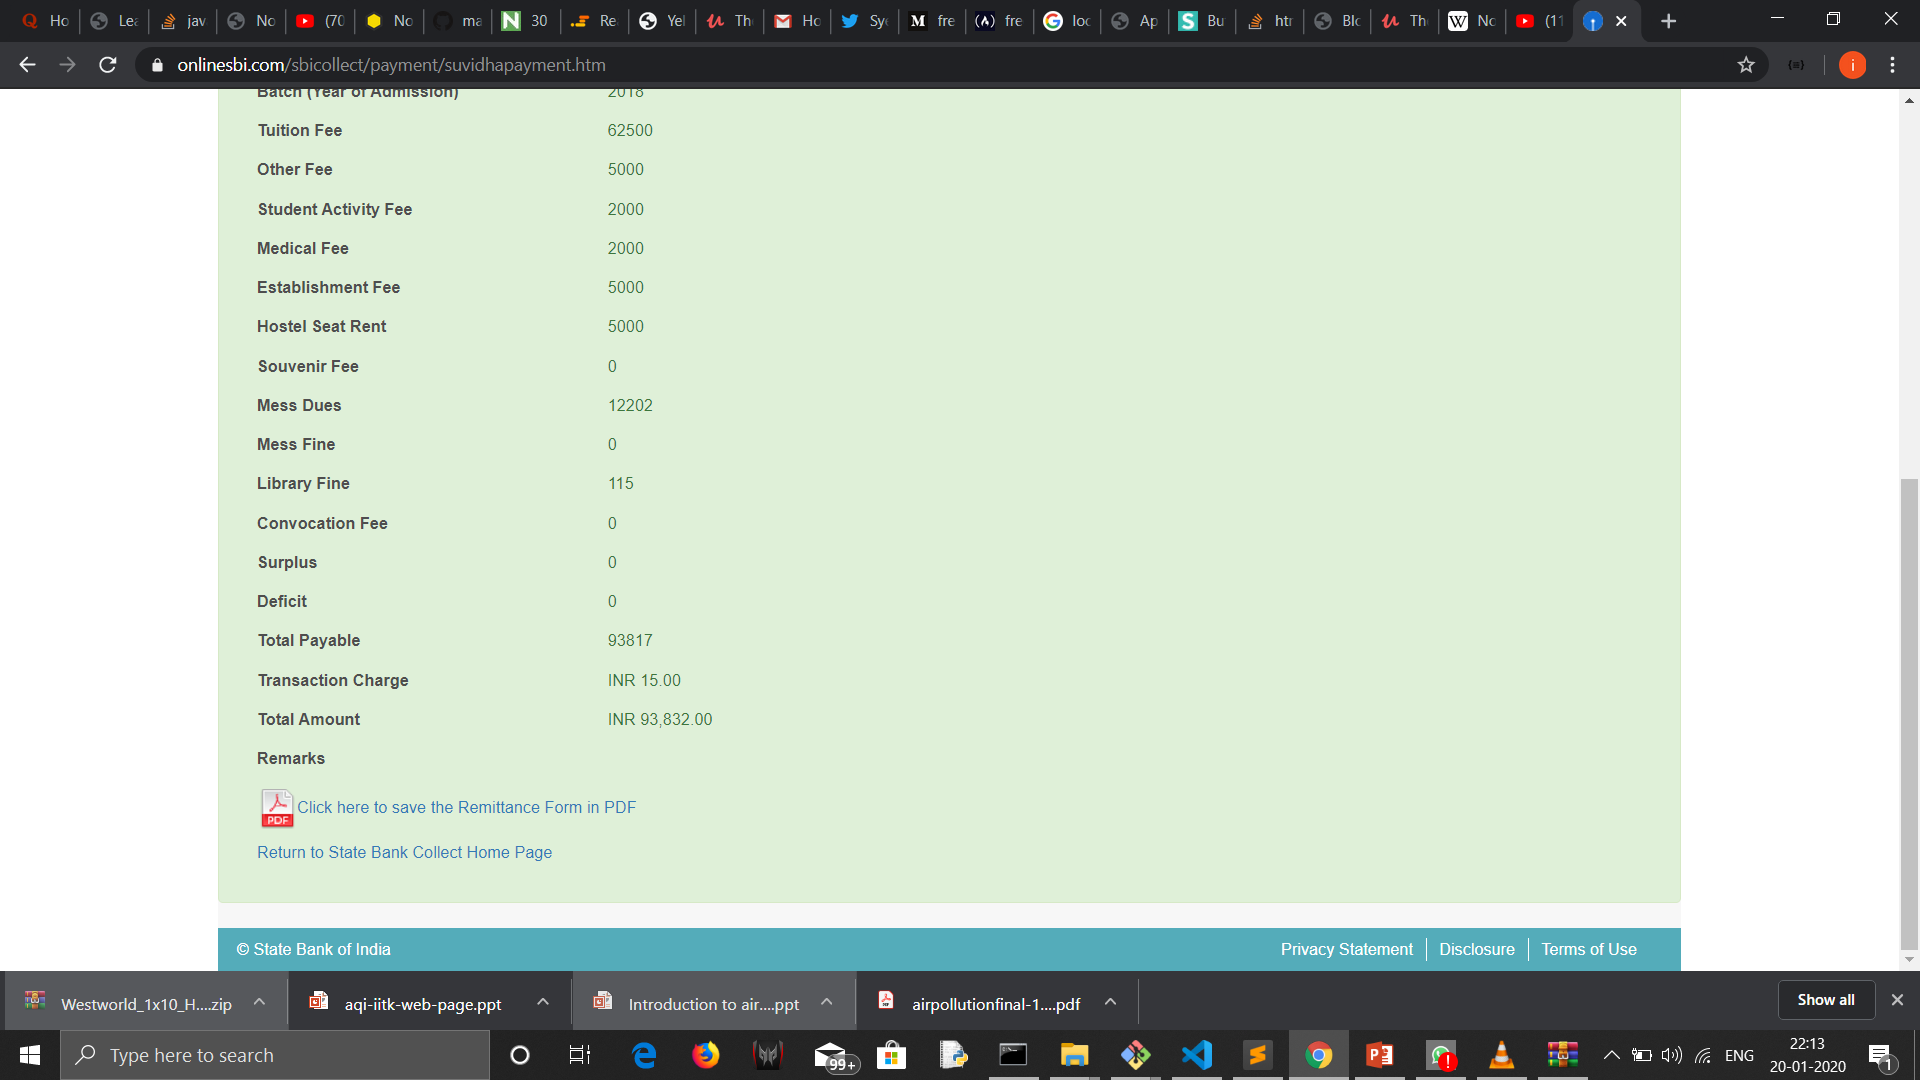 Ho
Lea
jav
No
(70
No
ma
30
Re
Yel
Th
Ho
Syc
fre
fre
loc
Ap
Bu
htr
Blc
Th
No
(11
onlinesbi.com/sbicollect/payment/suvidhapayment.htm
Batch (Year of Admission) 2018
Tuition Fee 62500
Other Fee 5000
Student Activity Fee 2000
Medical Fee 2000
Establishment Fee 5000
Hostel Seat Rent 5000
Souvenir Fee 0
Mess Dues 12202
Mess Fine 0
Library Fine 115
Convocation Fee 0
Surplus 0
Deficit 0
Total Payable 93817
Transaction Charge INR 15.00
Total Amount INR 93,832.00
Remarks
PDF Click here to save the Remittance Form in PDF
Return to State Bank Collect Home Page
© State Bank of India Privacy Statement Disclosure Terms of Use
Westworld_1x10_H....zip aqi-iitk-web-page.ppt Introduction to air....ppt airpollutionfinal-1....pdf Show all
Type here to search 99+ ENG 22:13
20-01-2020 1